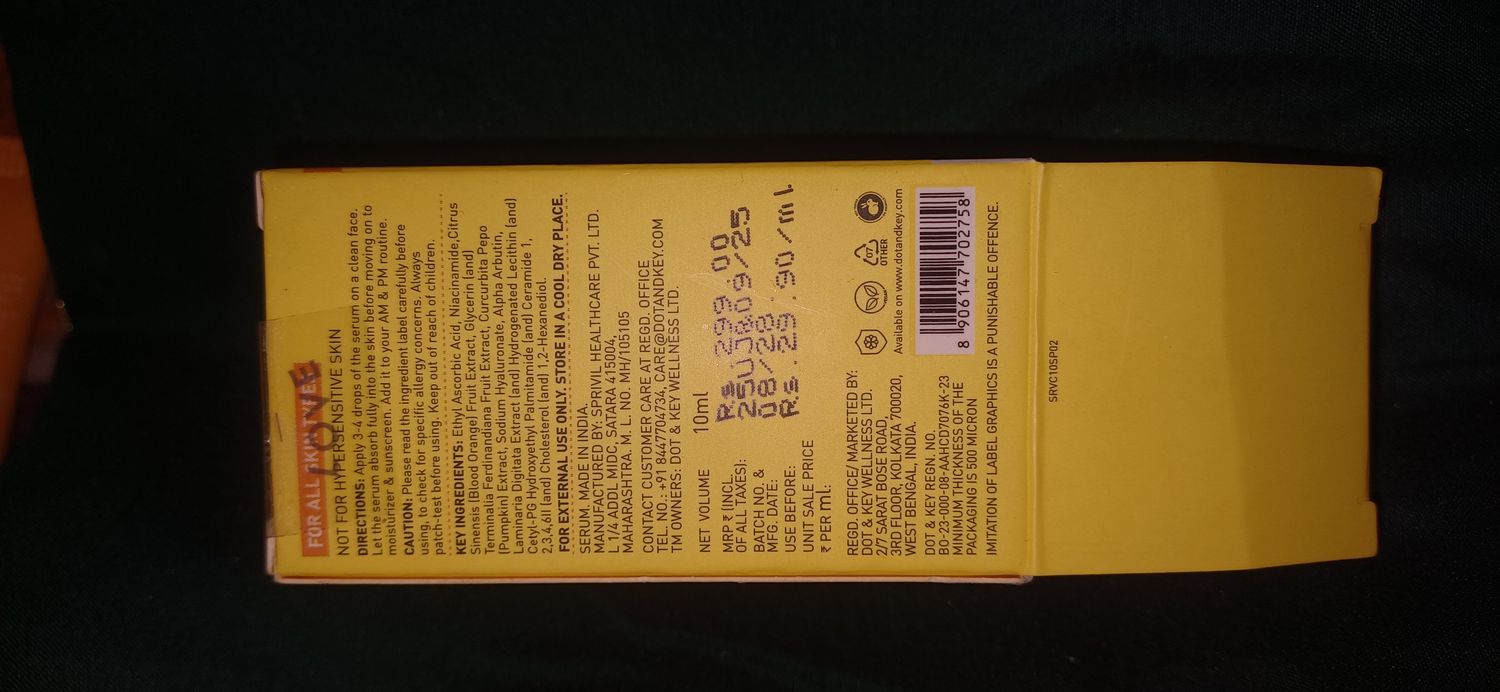 FOR ALL SKIN TYPES
LOVE
NOT FOR HYPERSENSITIVE SKIN
DIRECTIONS: Apply 3-4 drops of the serum on a clean face.
Let the serum absorb fully into the skin before moving on to
moisturizer & sunscreen. Add it to your AM & PM routine.
CAUTION: Please read the ingredient label carefully before
using, to check for specific allergy concerns. Always
patch-test before using. Keep out of reach of children.
KEY INGREDIENTS: Ethyl Ascorbic Acid, Niacinamide, Citrus
Sinensis (Blood Orange) Fruit Extract, Glycerin (and)
Terminalia Ferdinandiana Fruit Extract, Curcurbita Pepo
(Pumpkin) Extract, Sodium Hyaluronate, Alpha Arbutin,
Laminaria Digitata Extract (and) Hydrogenated Lecithin (and)
Cetyl-PG Hydroxyethyl Palmitamide (and) Ceramide 1,
2,3,4,6II (and) Cholesterol (and) 1,2-Hexanediol.
FOR EXTERNAL USE ONLY. STORE IN A COOL DRY PLACE.
SERUM. MADE IN INDIA.
MANUFACTURED BY: SPRIVIL HEALTHCARE PVT. LTD.
L 1/4 ADDL MIDC, SATARA 415004,
MAHARASHTRA. M. L. NO. MH/105105
CONTACT CUSTOMER CARE AT REGD. OFFICE
TEL. NO.: +91 8447704734, CARE@DOTANDKEY.COM
TM OWNERS: DOT & KEY WELLNESS LTD.
NET VOLUME 10ml
MRP ₹ (INCL. Rs 299.00
OF ALL TAXES):
BATCH NO. &
MFG. DATE: 09/25
USE BEFORE: 08/28
UNIT SALE PRICE Rs.29.90/ml.
₹ PER ml:
REGD. OFFICE/ MARKETED BY:
DOT & KEY WELLNESS LTD.
2/7 SARAT BOSE ROAD,
3RD FLOOR, KOLKATA 700020,
WEST BENGAL, INDIA.
DOT & KEY REGN. NO.
BO-23-000-08-AAHCD7076K-23
MINIMUM THICKNESS OF THE
PACKAGING IS 500 MICRON
07
OTHER
Available on www.dotandkey.com
8 906147 702758
IMITATION OF LABEL GRAPHICS IS A PUNISHABLE OFFENCE.
SRVC10SP02